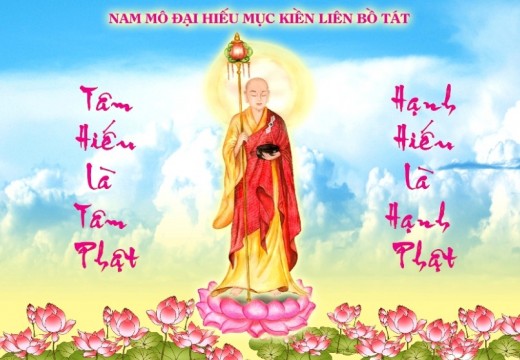 NAM MÔ ĐẠI HIẾU MỤC KIỀN LIÊN BỒ TÁT
Tâm
Hiếu
Là
Tâm
Phật
Hạnh
Hiếu
Là
Hạnh
Phật